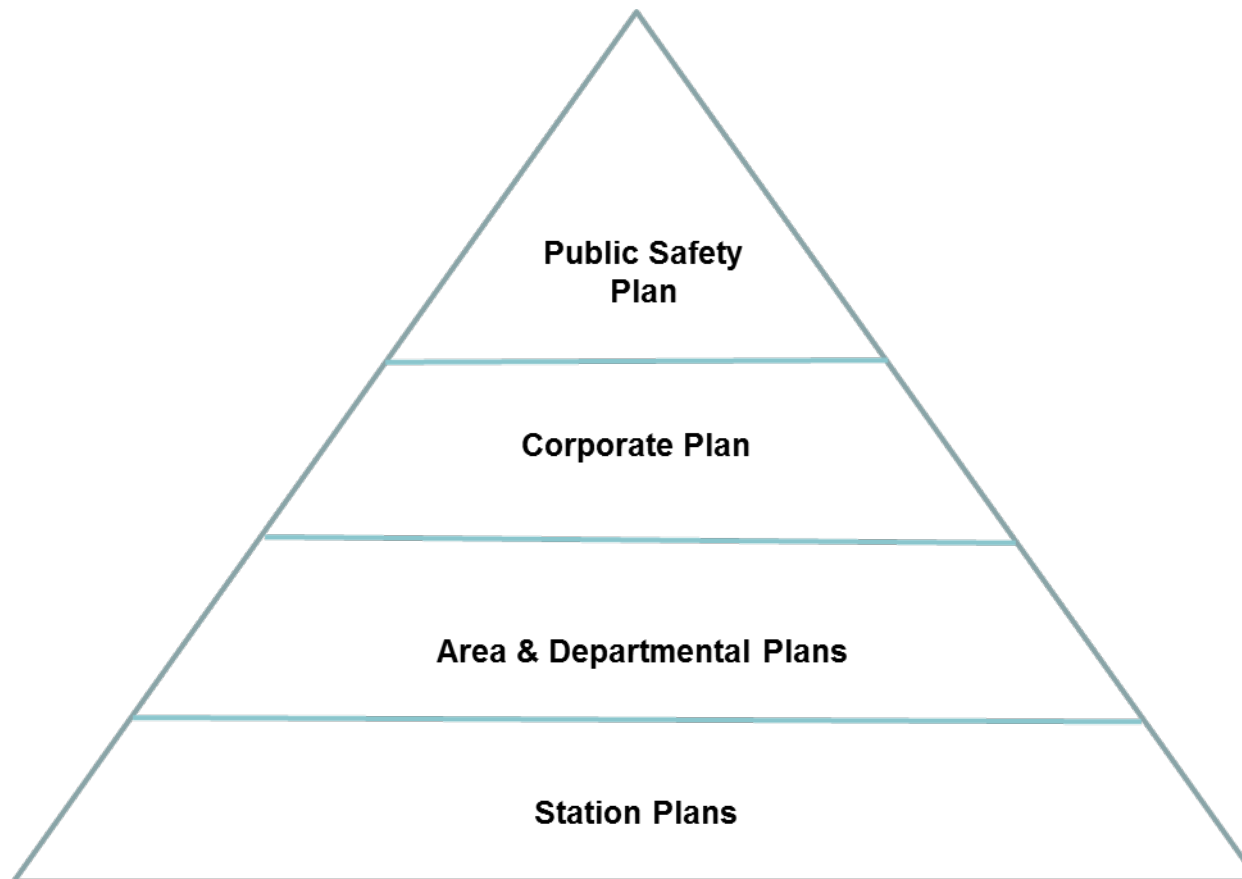 Public Safety
Plan
Corporate Plan
Area & Departmental Plans
Station Plans